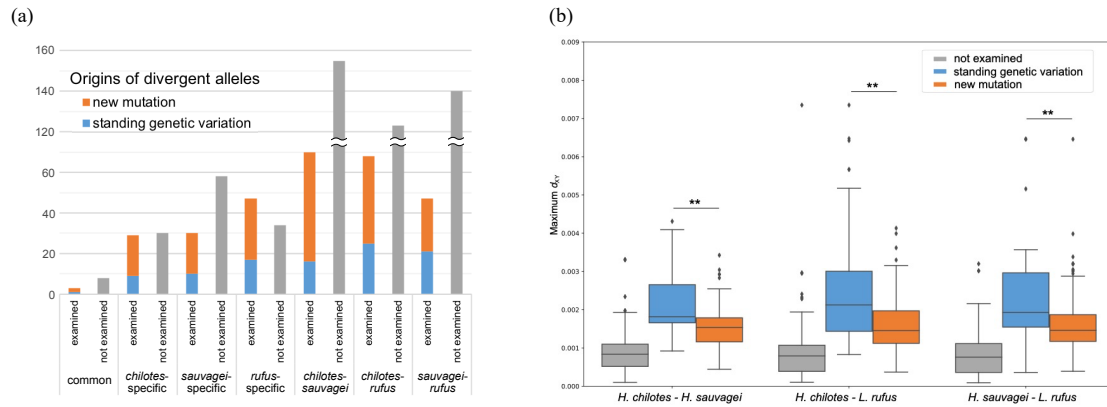 (a)
160
140
120
60
40
20
0
Origins of divergent alleles
new mutation
standing genetic variation
examined
not examined
examined
not examined
examined
not examined
examined
not examined
examined
not examined
examined
not examined
examined
not examined
common
chilotes-
specific
sauvagei-
specific
rufus-
specific
chilotes-
sauvagei
chilotes-
rufus
sauvagei-
rufus
(b)
0.009
0.008
0.007
0.006
0.005
0.004
0.003
0.002
0.001
0.000
Maximum dXY
not examined
standing genetic variation
new mutation
**
**
**
H. chilotes - H. sauvagei
H. chilotes - L. rufus
H. sauvagei - L. rufus